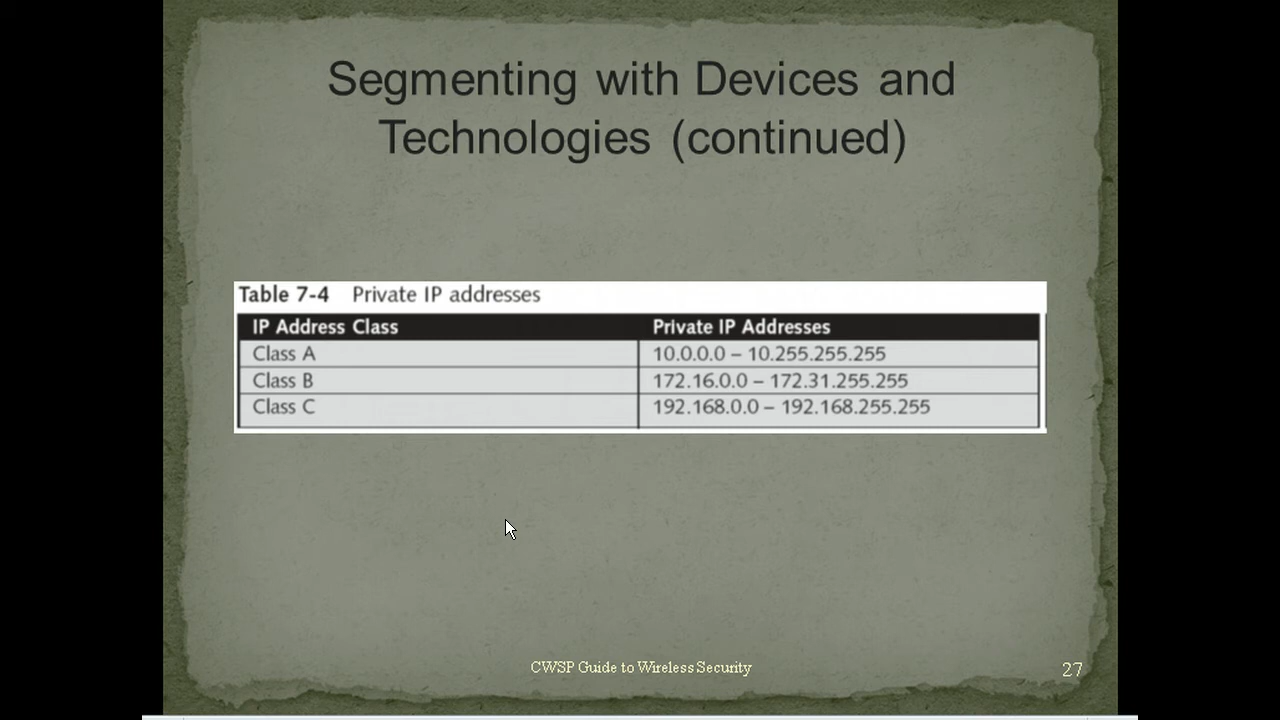 Segmenting with Devices and
Technologies (continued)
Table 7-4 Private IP addresses
IP Address Class Private IP Addresses
Class A 10.0.0.0 – 10.255.255.255
Class B 172.16.0.0 – 172.31.255.255
Class C 192.168.0.0 – 192.168.255.255
CWSP Guide to Wireless Security 27